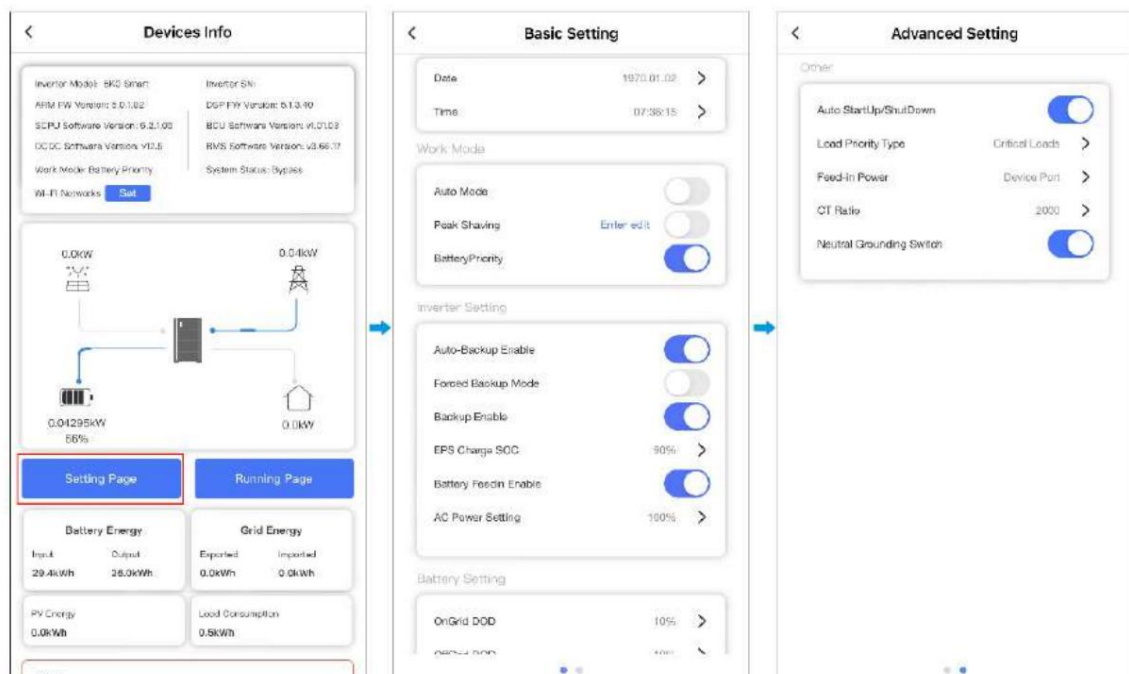 Devices Info
Inverter Model: BKO Smart
Inverter SN:
ARM FW Version: 5.0.1.02
DSP FW Version: 5.1.3.40
SCPU Software Version: 5.2.1.03
BCU Software Version: v1.01.03
DCDC Software Version: v12.5
BMS Software Version: v3.66.17
Work Mode: Battery Priority
System Status: Bypass
Wi-Fi Networks Set
0.0kW
0.04kW
0.04295kW
0.0kW
66%
Setting Page
Running Page
Battery Energy
Input Output
29.4kWh 26.0kWh
Grid Energy
Exported Imported
0.0kWh 0.0kWh
PV Energy
0.0kWh
Load Consumption
0.5kWh
Basic Setting
Date 1970.01.02
Time 07:36:15
Work Mode
Auto Mode
Peak Shaving Enter edit
BatteryPriority
Inverter Setting
Auto-Backup Enable
Forced Backup Mode
Backup Enable
EPS Charge SOC 90%
Battery Feedin Enable
AC Power Setting 100%
Battery Setting
OnGrid DOD 10%
Advanced Setting
Other
Auto StartUp/ShutDown
Load Priority Type Critical Loads
Feed-in Power Device Port
CT Ratio 2000
Neutral Grounding Switch